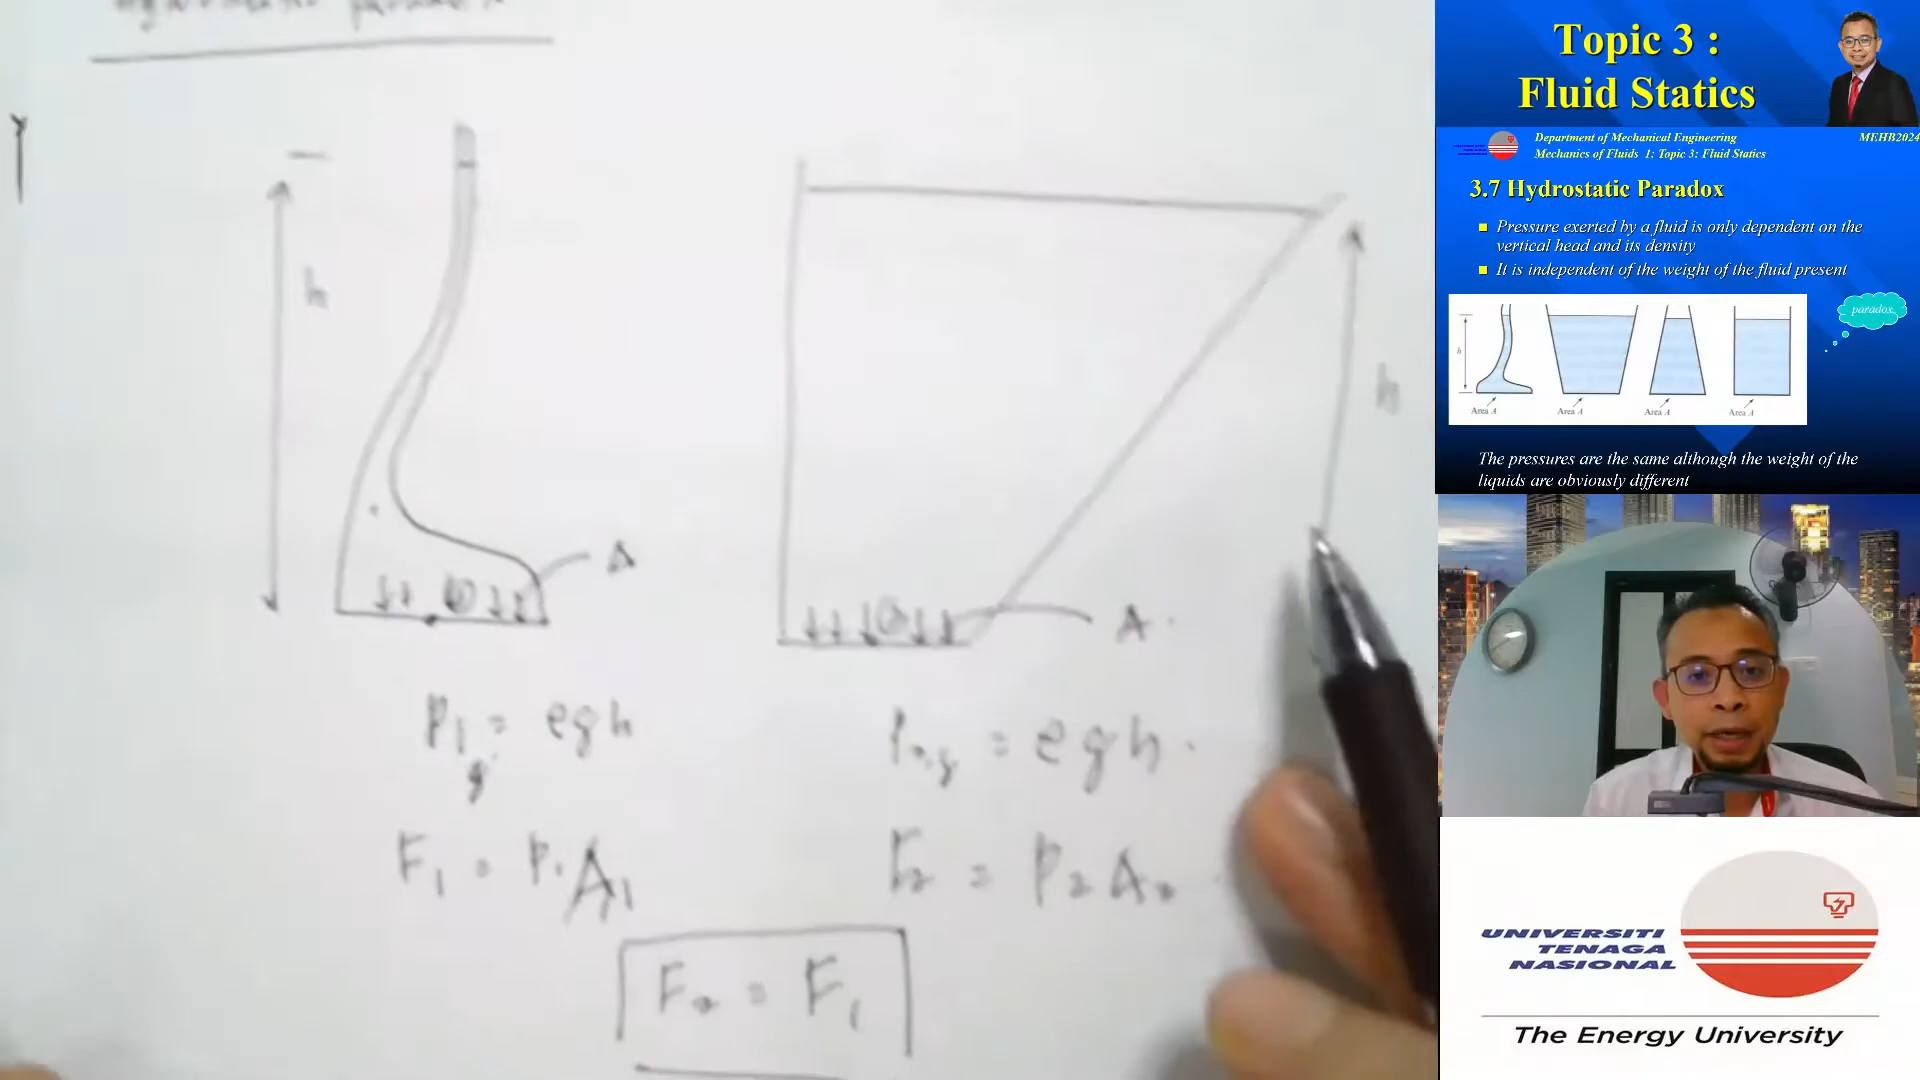 Hydrostatic paradox
h
A
P1g = ρgh
F1 = P1A1
h
A
P2,g = ρgh
F2 = P2A2
F2 = F1
Topic 3 :
Fluid Statics
Department of Mechanical Engineering
MEHB2024
Mechanics of Fluids 1: Topic 3: Fluid Statics
3.7 Hydrostatic Paradox
Pressure exerted by a fluid is only dependent on the
vertical head and its density
It is independent of the weight of the fluid present
paradox
h
Area A
Area A
Area A
Area A
The pressures are the same although the weight of the
liquids are obviously different
UNIVERSITI
TENAGA
NASIONAL
The Energy University